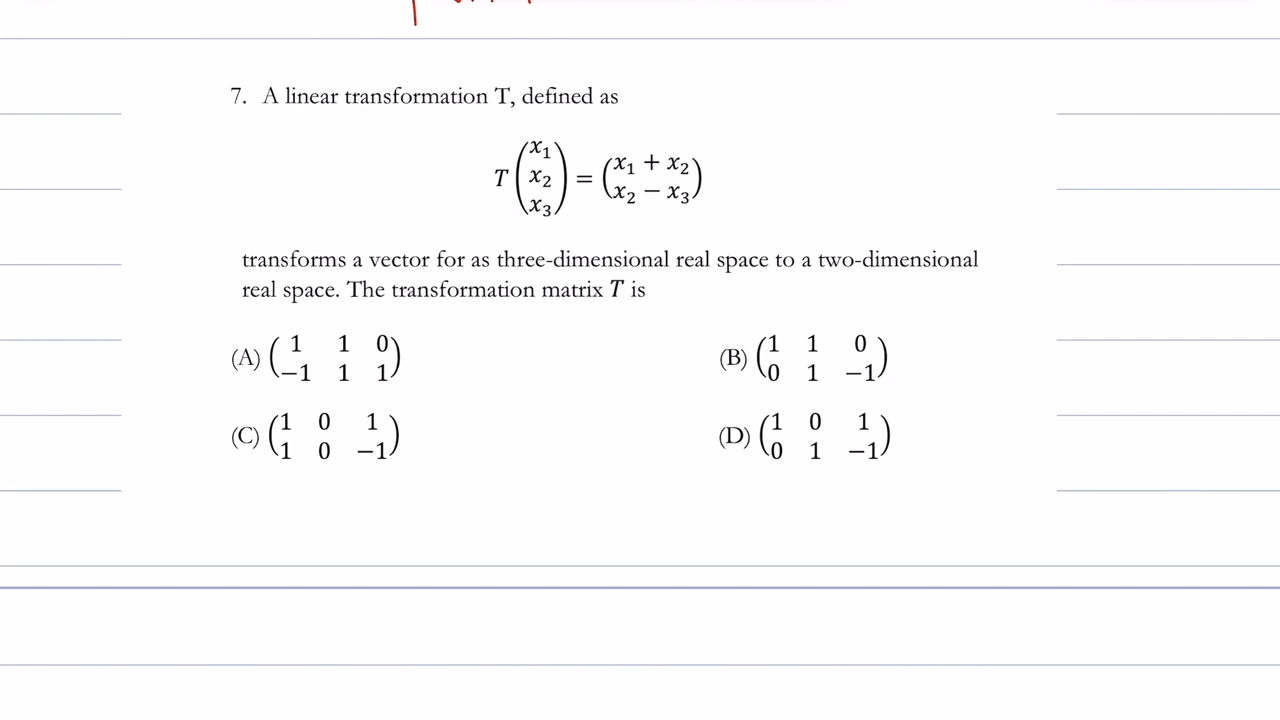 7. A linear transformation T, defined as
T(x₁ x₂ x₃) = (x₁ + x₂
x₂ − x₃)
transforms a vector for as three-dimensional real space to a two-dimensional
real space. The transformation matrix T is
(A) (1 1 0
−1 1 1)
(B) (1 1 0
0 1 −1)
(C) (1 0 1
1 0 −1)
(D) (1 0 1
0 1 −1)